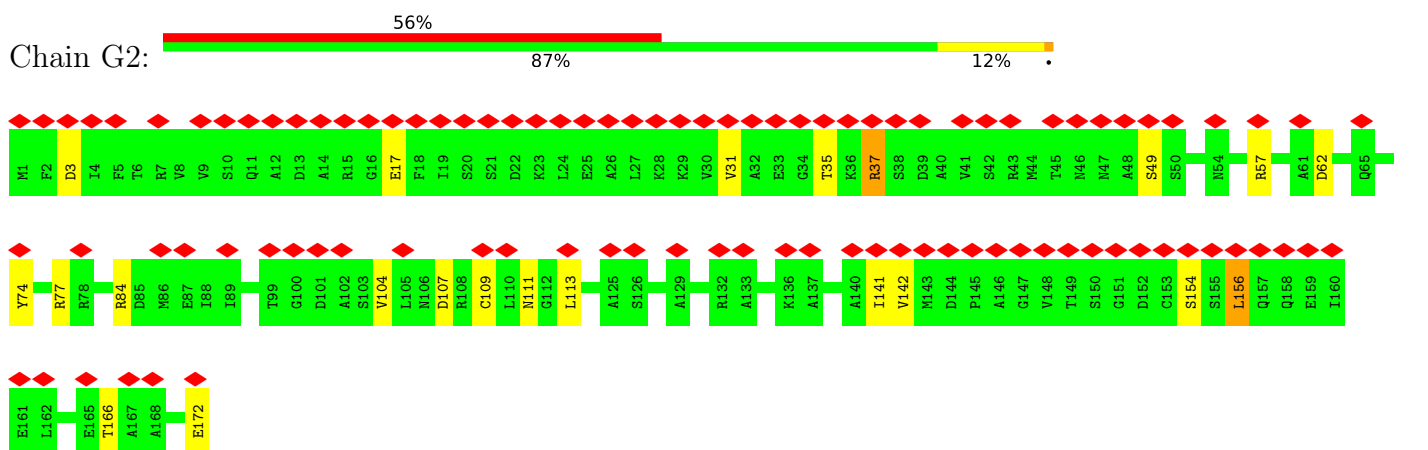 56%
Chain G2:
87% 12% •
M1 F2 D3 I4 F5 T6 R7 V8 V9 S10 Q11 A12 D13 A14 R15 G16 E17 F18 I19 S20 S21 D22 K23 L24 E25 A26 L27 K28 K29 V30 V31 A32 E33 G34 T35 K36 R37 S38 D39 A40 V41 S42 R43 M44 T45 N46 N47 A48 S49 S50 N54 R57 A61 D62 Q65
Y74 R77 R78 R84 D85 M86 E87 I88 I89 T99 G100 D101 A102 S103 V104 L105 N106 D107 R108 C109 L110 N111 G112 L113 A125 S126 A129 R132 A133 K136 A137 A140 I141 V142 M143 D144 P145 A146 G147 V148 T149 S150 G151 D152 C153 S154 S155 L156 Q157 Q158 E159 I160
E161 L162 E165 T166 A167 A168 E172